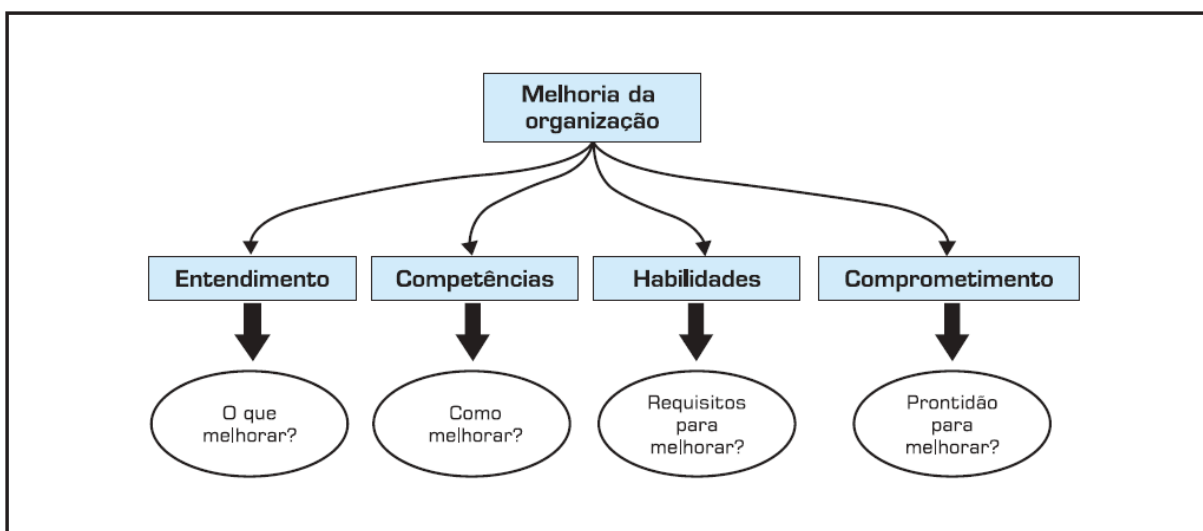 Melhoria da
organização
Entendimento
Competências
Habilidades
Comprometimento
O que
melhorar?
Como
melhorar?
Requisitos
para
melhorar?
Prontidão
para
melhorar?